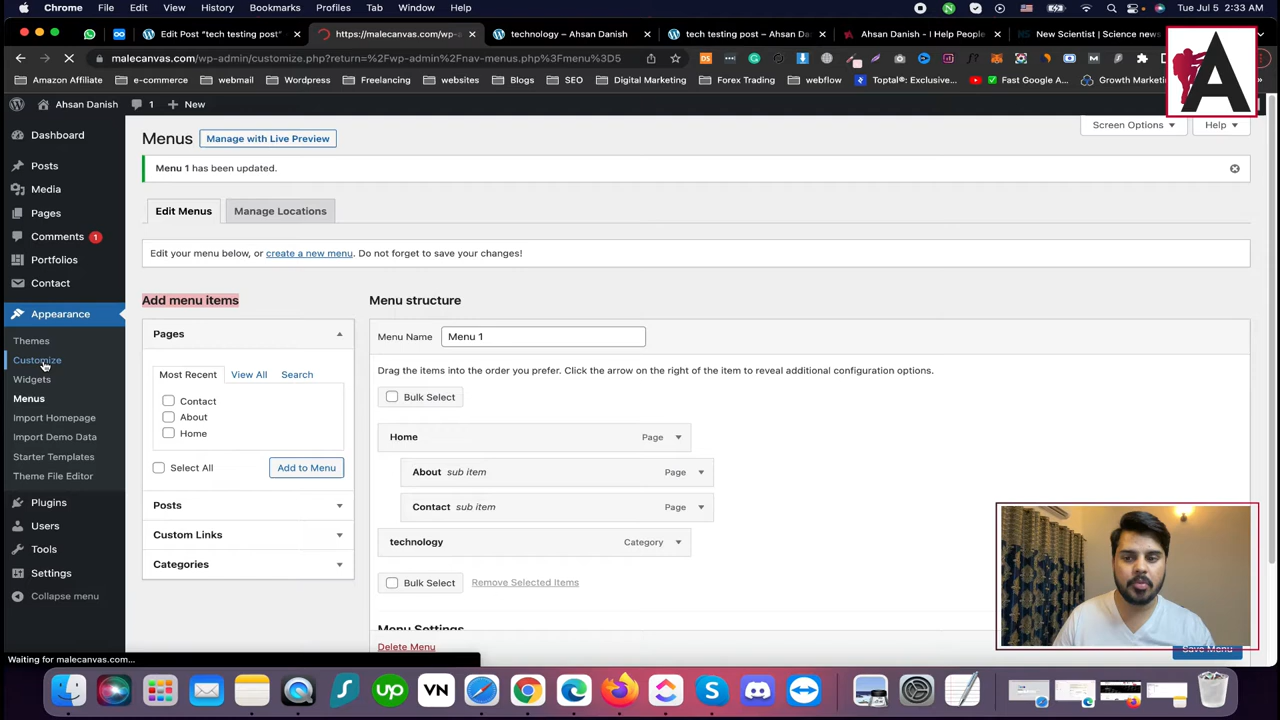 Chrome File Edit View History Bookmarks Profiles Tab Window Help Tue Jul 5 2:33 AM
Edit Post “tech testing post” × https://malecanvas.com/wp- × technology – Ahsan Danish × tech testing post – Ahsan Da × Ahsan Danish - I Help People New Scientist | Science news
malecanvas.com/wp-admin/customize.php?return=%2Fwp-admin%2Fnav-menus.php%3Fmenu%3D5
Amazon Affiliate e-commerce webmail Wordpress Freelancing websites Blogs SEO Digital Marketing Forex Trading webflow Toptal®: Exclusive... Fast Google A... Growth Marketing
A
Ahsan Danish 1 + New
Screen Options Help
Dashboard
Posts
Media
Pages
Comments 1
Portfolios
Contact
Appearance
Themes
Customize
Widgets
Menus
Import Homepage
Import Demo Data
Starter Templates
Theme File Editor
Plugins
Users
Tools
Settings
Collapse menu
Menus Manage with Live Preview
Menu 1 has been updated.
Edit Menus Manage Locations
Edit your menu below, or create a new menu. Do not forget to save your changes!
Add menu items
Pages
Most Recent View All Search
Contact
About
Home
Select All Add to Menu
Posts
Custom Links
Categories
Menu structure
Menu Name Menu 1
Drag the items into the order you prefer. Click the arrow on the right of the item to reveal additional configuration options.
Bulk Select
Home Page
About sub item Page
Contact sub item Page
technology Category
Bulk Select Remove Selected Items
Menu Settings
Delete Menu Save Menu
Waiting for malecanvas.com...
up VN